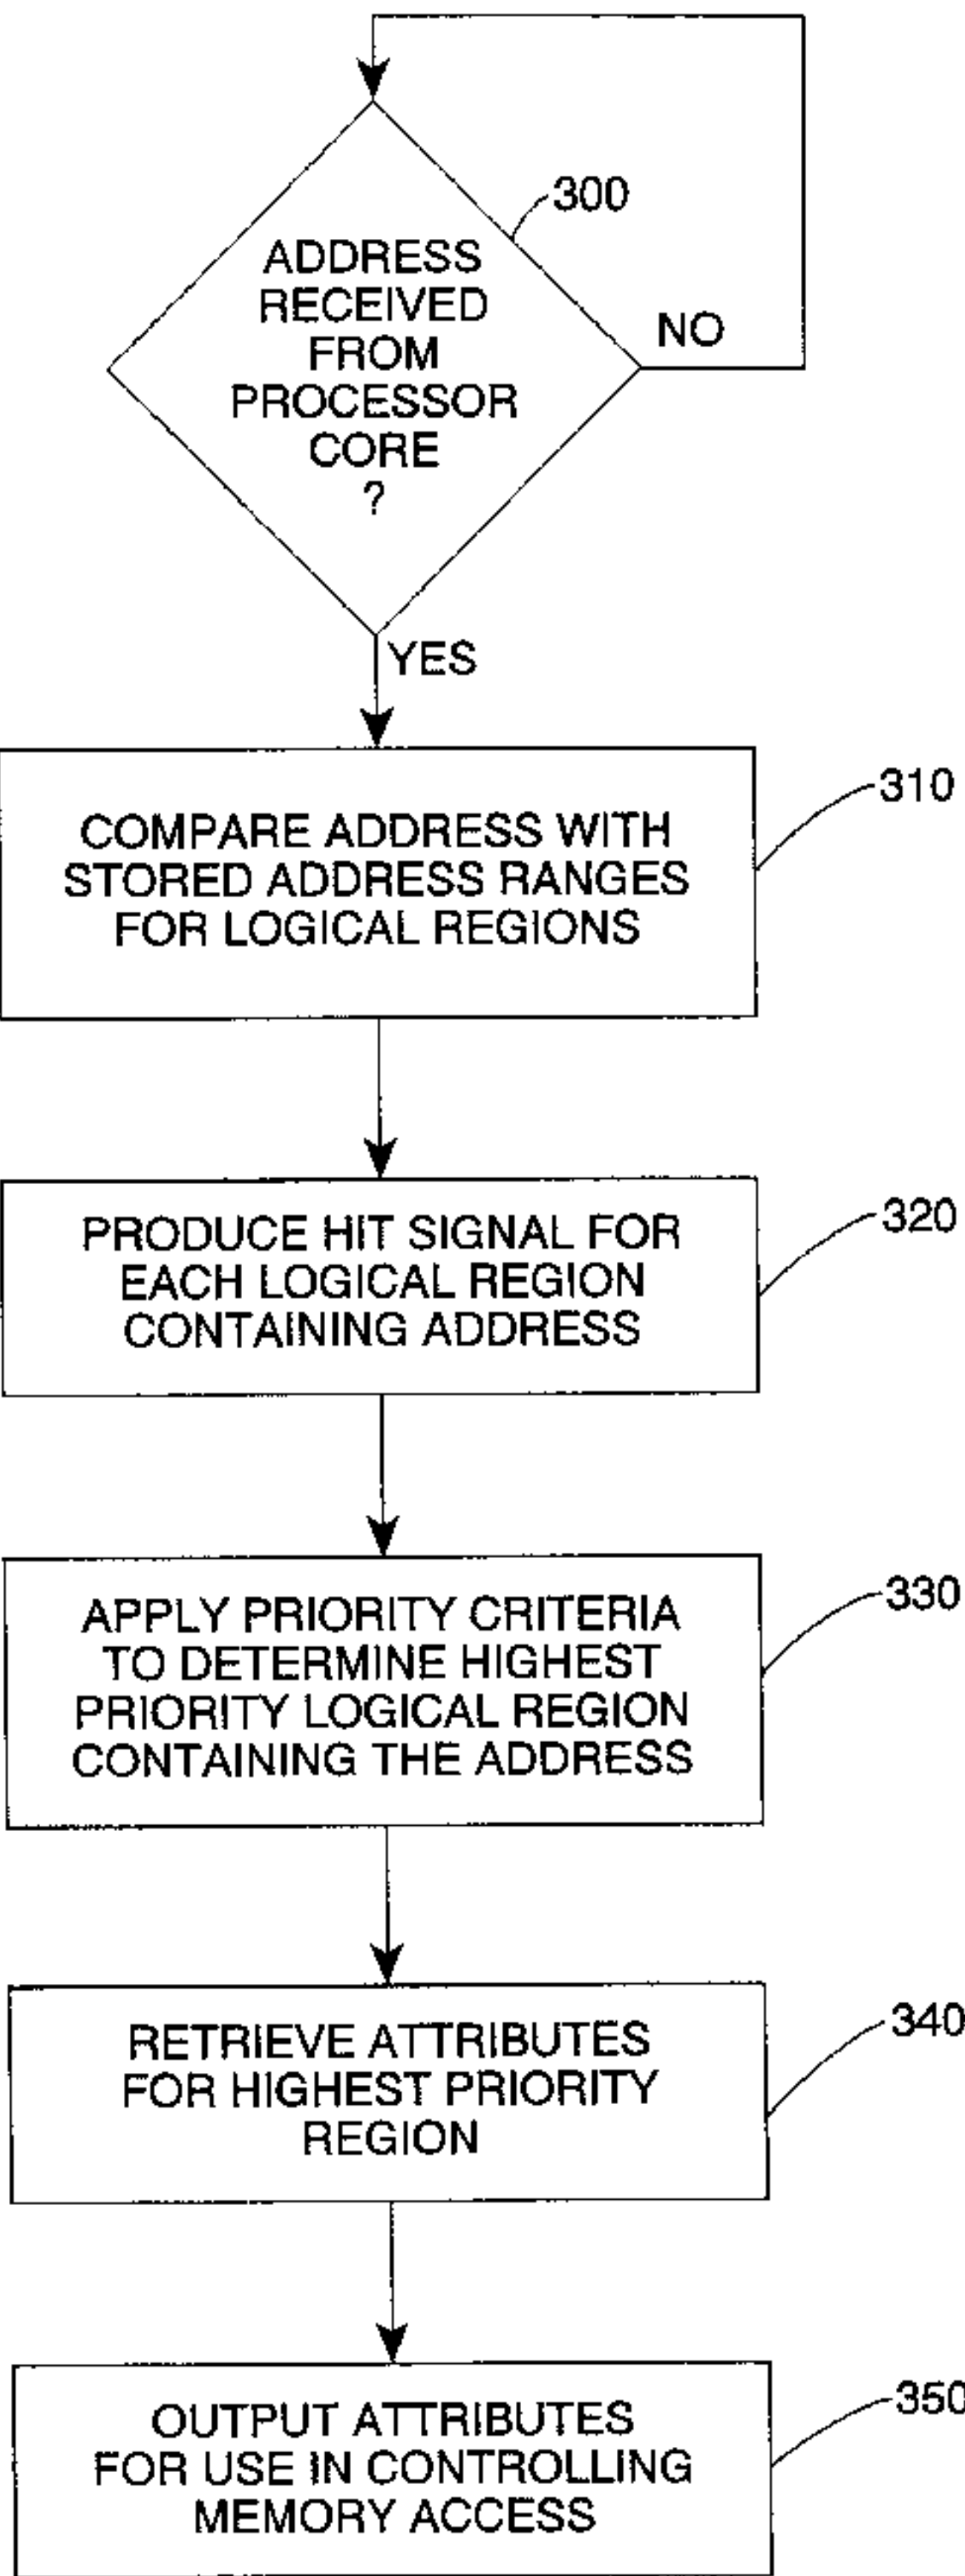 300
ADDRESS
RECEIVED
FROM
PROCESSOR
CORE
?
NO
YES
310
COMPARE ADDRESS WITH
STORED ADDRESS RANGES
FOR LOGICAL REGIONS
320
PRODUCE HIT SIGNAL FOR
EACH LOGICAL REGION
CONTAINING ADDRESS
330
APPLY PRIORITY CRITERIA
TO DETERMINE HIGHEST
PRIORITY LOGICAL REGION
CONTAINING THE ADDRESS
340
RETRIEVE ATTRIBUTES
FOR HIGHEST PRIORITY
REGION
350
OUTPUT ATTRIBUTES
FOR USE IN CONTROLLING
MEMORY ACCESS